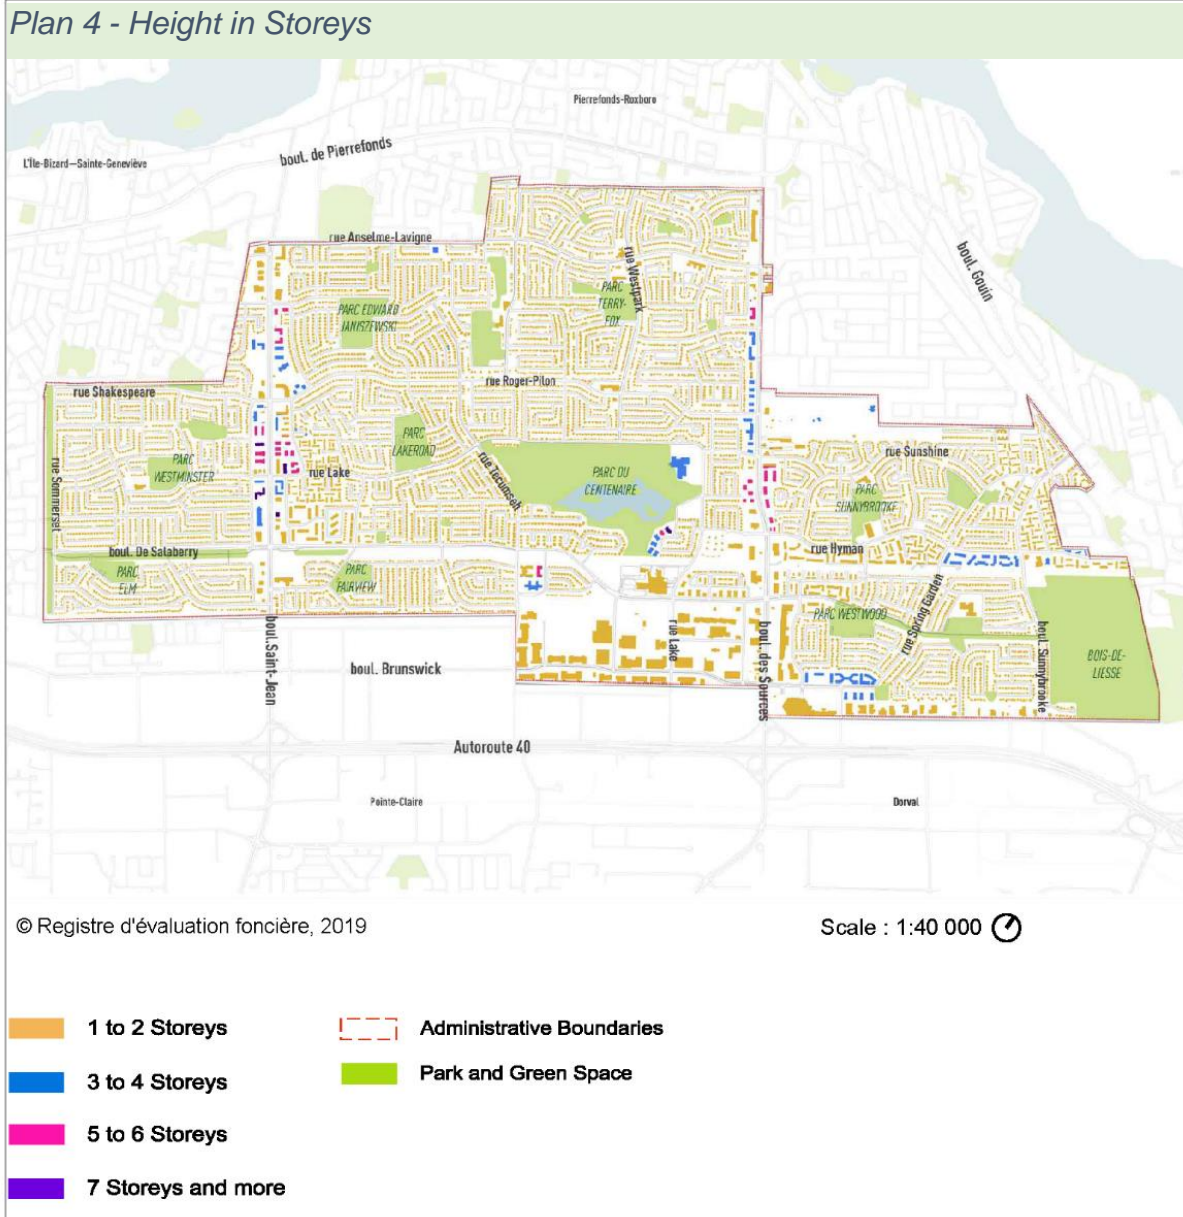 Plan 4 - Height in Storeys
Pierrefonds-Roxboro
boul. de Pierrefonds
L'Île-Bizard—Sainte-Geneviève
rue Anselme-Lavigne
rue Westpark
boul. Gouin
PARC
TERRY-
FOX
PARC EDWARD
JANISZEWSKI
rue Roger-Pilon
rue Shakespeare
PARC
LAKEROAD
rue Sunshine
PARC
WESTMINSTER
rue Lake
rue Tecumseh
PARC DU
CENTENAIRE
PARC
SUNNYBROOKE
rue Sommerset
boul. De Salaberry
rue Hyman
PARC
ELM
PARC
FAIRVIEW
rue Spring Garden
PARC WESTWOOD
boul. Saint-Jean
boul. Brunswick
rue Lake
boul. des Sources
boul. Sunnybrooke
BOIS-DE-
LIESSE
Autoroute 40
Pointe-Claire
Dorval
© Registre d'évaluation foncière, 2019
Scale : 1:40 000
1 to 2 Storeys
Administrative Boundaries
3 to 4 Storeys
Park and Green Space
5 to 6 Storeys
7 Storeys and more